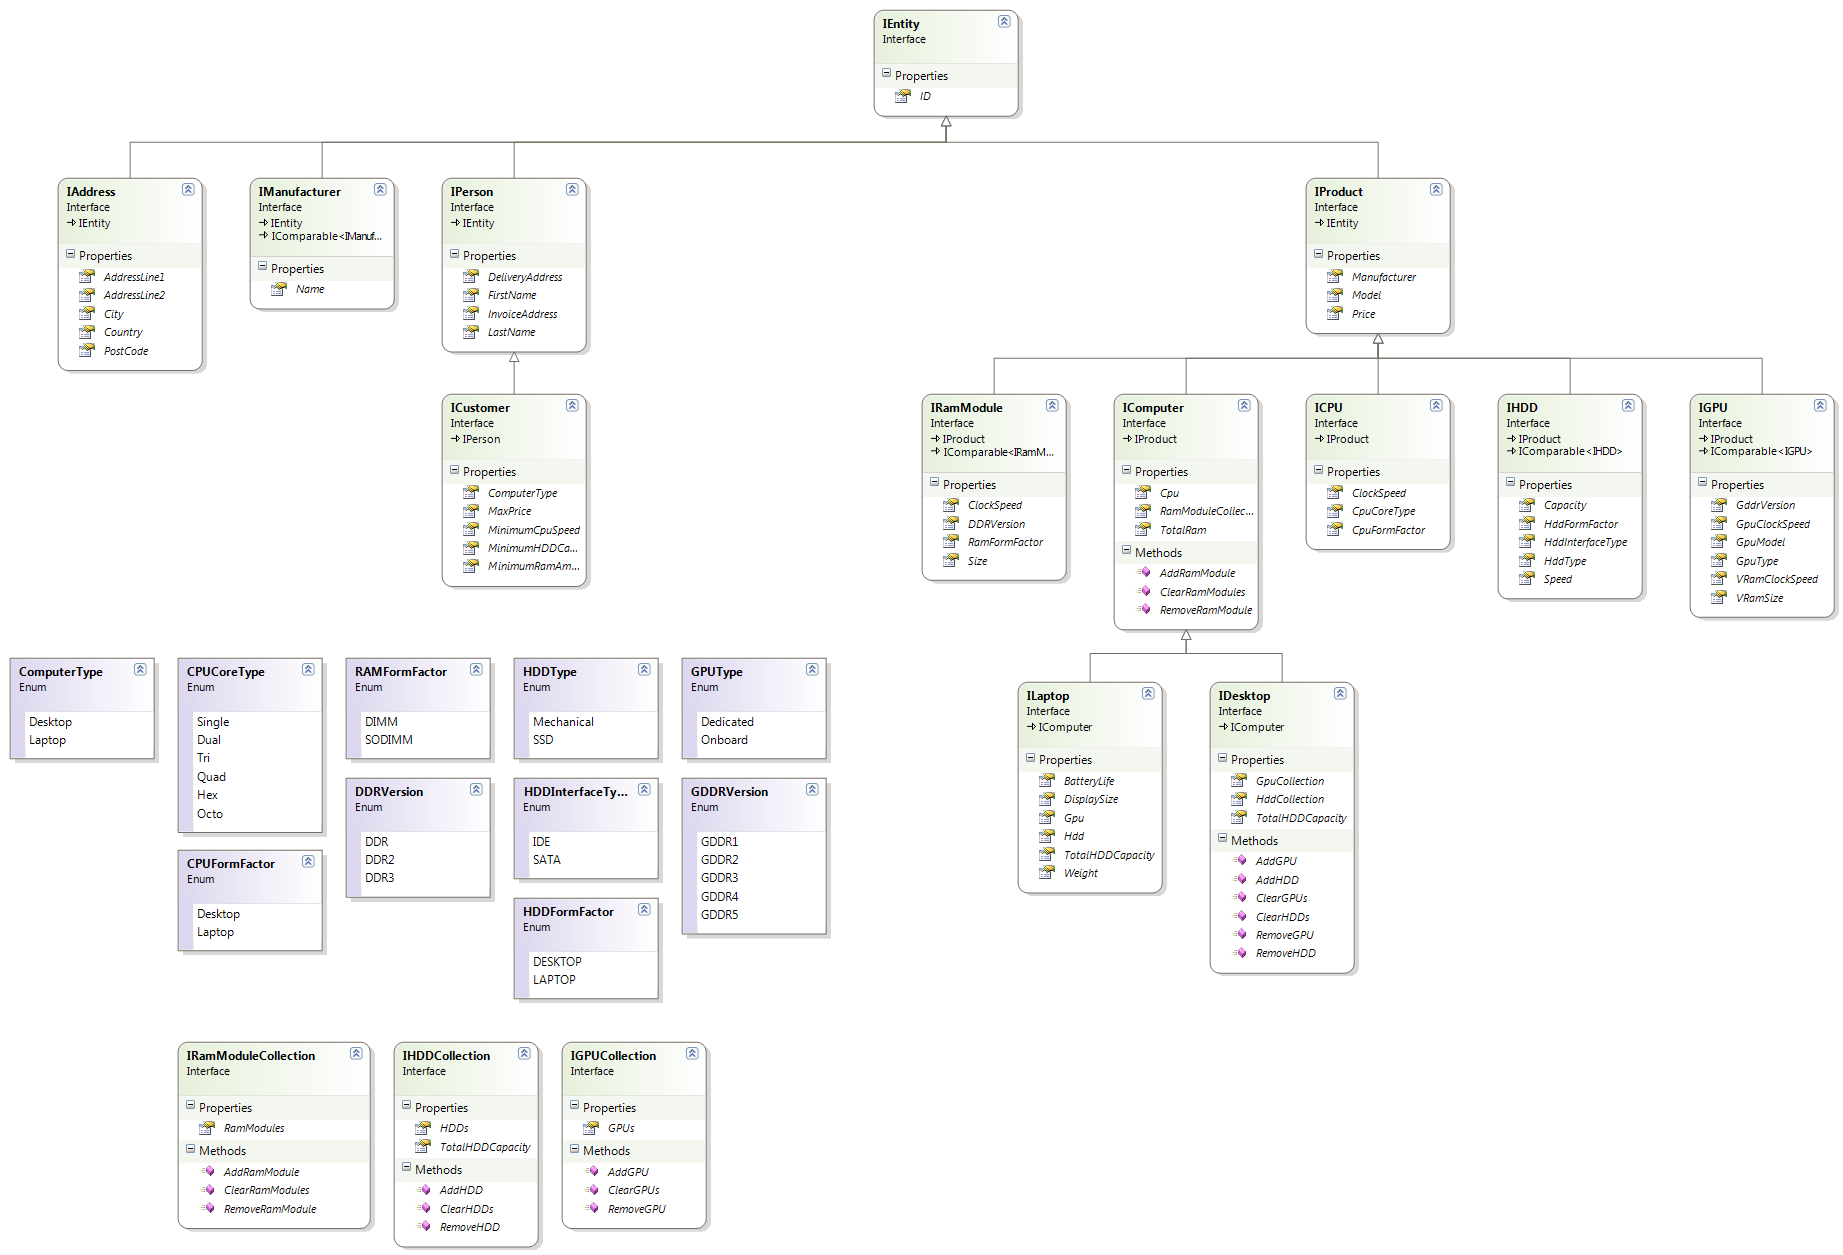 IEntity
Interface
Properties
ID
IAddress
Interface
IEntity
Properties
AddressLine1
AddressLine2
City
Country
PostCode
IManufacturer
Interface
IEntity
IComparable<IManuf...
Properties
Name
IPerson
Interface
IEntity
Properties
DeliveryAddress
FirstName
InvoiceAddress
LastName
IProduct
Interface
IEntity
Properties
Manufacturer
Model
Price
ICustomer
Interface
IPerson
Properties
ComputerType
MaxPrice
MinimumCpuSpeed
MinimumHDDCa...
MinimumRamAm...
IRamModule
Interface
IProduct
IComparable<IRamM...
Properties
ClockSpeed
DDRVersion
RamFormFactor
Size
IComputer
Interface
IProduct
Properties
Cpu
RamModuleCollec...
TotalRam
Methods
AddRamModule
ClearRamModules
RemoveRamModule
ICPU
Interface
IProduct
Properties
ClockSpeed
CpuCoreType
CpuFormFactor
IHDD
Interface
IProduct
IComparable<IHDD>
Properties
Capacity
HddFormFactor
HddInterfaceType
HddType
Speed
IGPU
Interface
IProduct
IComparable<IGPU>
Properties
GddrVersion
GpuClockSpeed
GpuModel
GpuType
VRamClockSpeed
VRamSize
ComputerType
Enum
Desktop
Laptop
CPUCoreType
Enum
Single
Dual
Tri
Quad
Hex
Octo
CPUFormFactor
Enum
Desktop
Laptop
RAMFormFactor
Enum
DIMM
SODIMM
DDRVersion
Enum
DDR
DDR2
DDR3
HDDType
Enum
Mechanical
SSD
HDDInterfaceTy...
Enum
IDE
SATA
HDDFormFactor
Enum
DESKTOP
LAPTOP
GPUType
Enum
Dedicated
Onboard
GDDRVersion
Enum
GDDR1
GDDR2
GDDR3
GDDR4
GDDR5
ILaptop
Interface
IComputer
Properties
BatteryLife
DisplaySize
Gpu
Hdd
TotalHDDCapacity
Weight
IDesktop
Interface
IComputer
Properties
GpuCollection
HddCollection
TotalHDDCapacity
Methods
AddGPU
AddHDD
ClearGPUs
ClearHDDs
RemoveGPU
RemoveHDD
IRamModuleCollection
Interface
Properties
RamModules
Methods
AddRamModule
ClearRamModules
RemoveRamModule
IHDDCollection
Interface
Properties
HDDs
TotalHDDCapacity
Methods
AddHDD
ClearHDDs
RemoveHDD
IGPUCollection
Interface
Properties
GPUs
Methods
AddGPU
ClearGPUs
RemoveGPU